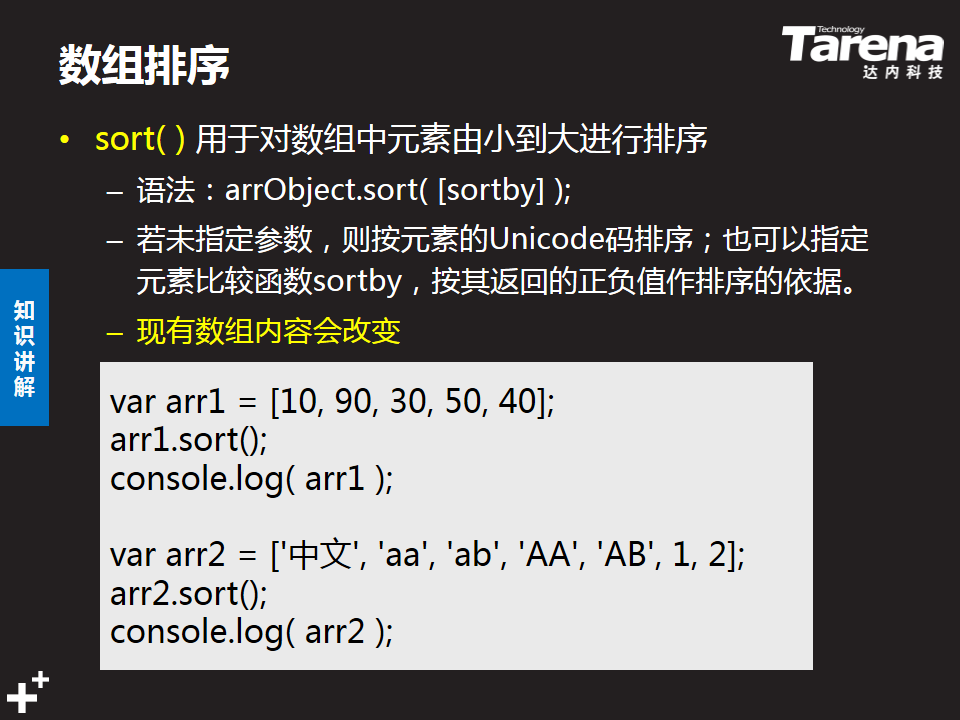 数组排序
Technology
Tarena
达内科技
• sort( ) 用于对数组中元素由小到大进行排序
– 语法：arrObject.sort( [sortby] );
– 若未指定参数，则按元素的Unicode码排序；也可以指定
元素比较函数sortby，按其返回的正负值作排序的依据。
– 现有数组内容会改变
知识讲解
var arr1 = [10, 90, 30, 50, 40];
arr1.sort();
console.log( arr1 );
var arr2 = ['中文', 'aa', 'ab', 'AA', 'AB', 1, 2];
arr2.sort();
console.log( arr2 );